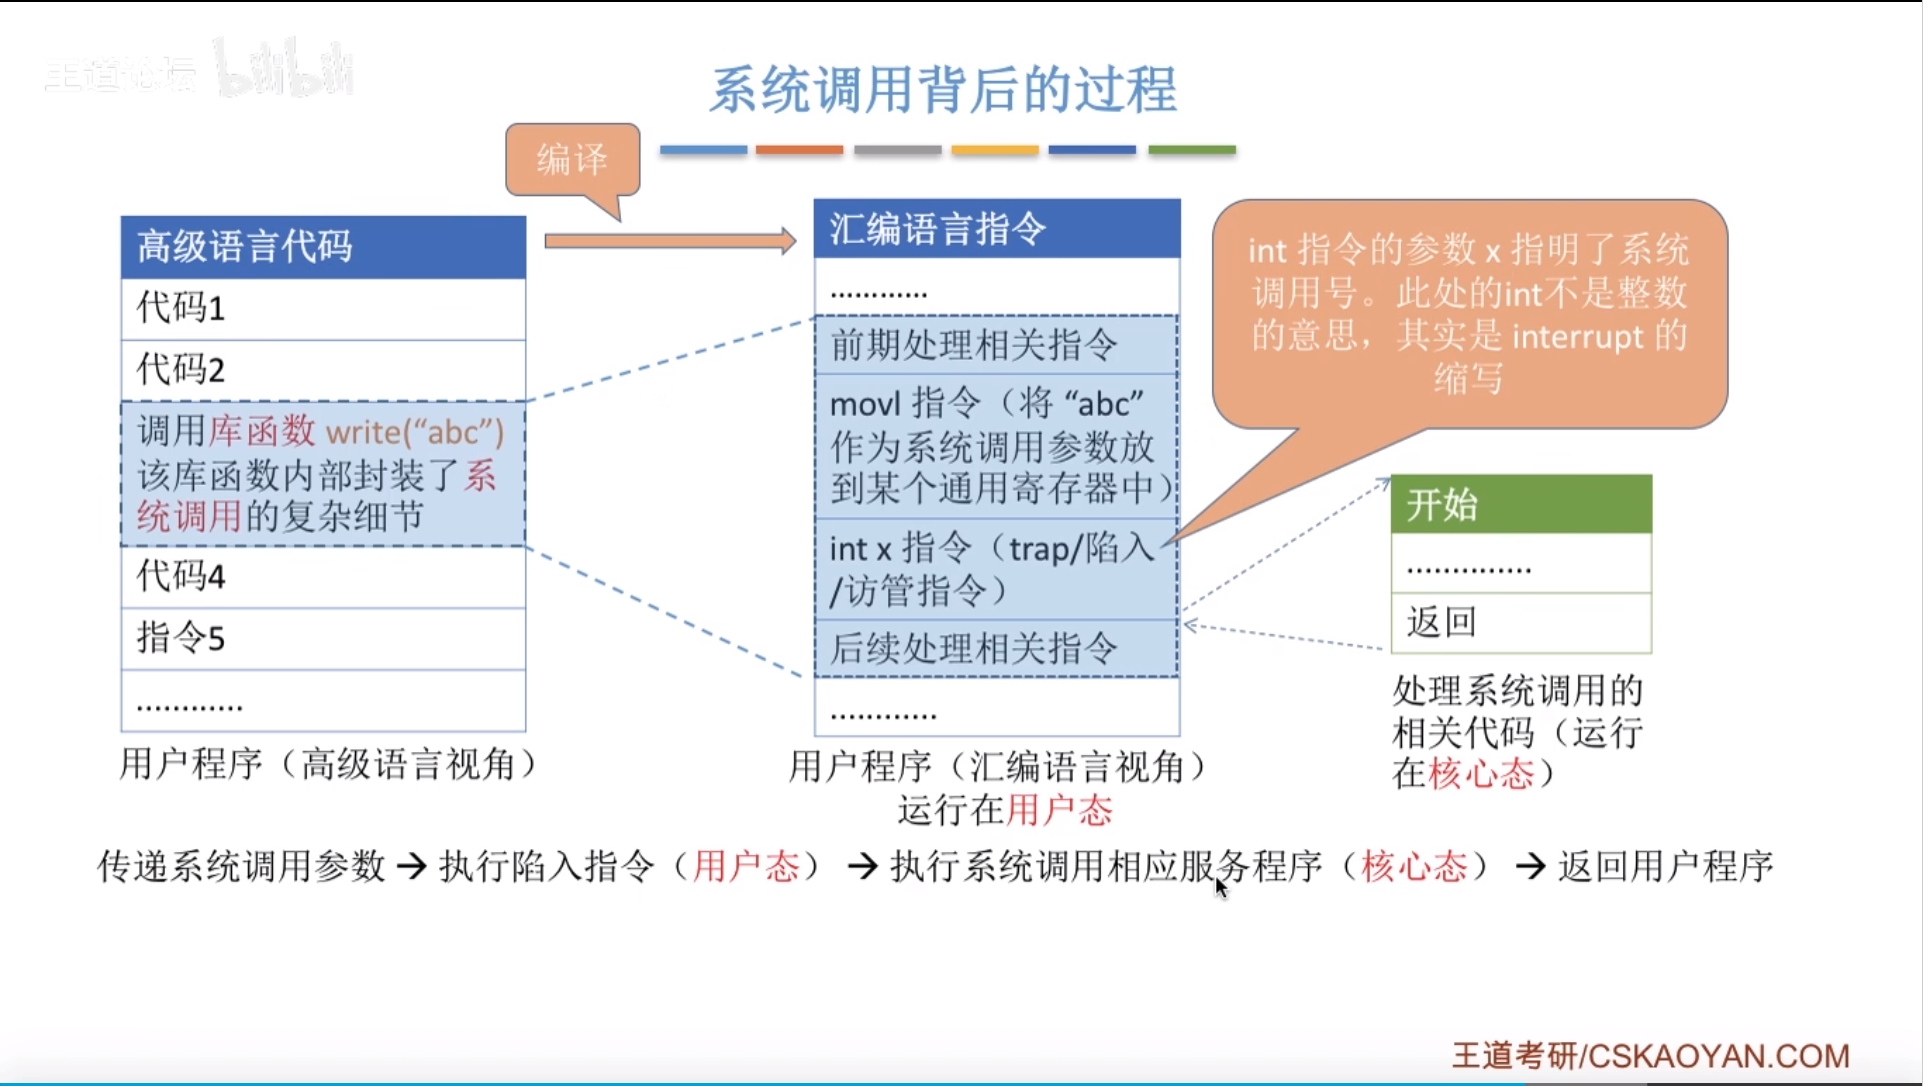 王道论坛 bilibili
系统调用背后的过程
编译
高级语言代码
代码1
代码2
调用库函数 write(“abc”)
该库函数内部封装了系
统调用的复杂细节
代码4
指令5
............
用户程序（高级语言视角）
汇编语言指令
............
前期处理相关指令
movl 指令（将 “abc”
作为系统调用参数放
到某个通用寄存器中）
int x 指令（trap/陷入
/访管指令）
后续处理相关指令
............
用户程序（汇编语言视角）
运行在用户态
int 指令的参数 x 指明了系统
调用号。此处的int不是整数
的意思，其实是 interrupt 的
缩写
开始
..............
返回
处理系统调用的
相关代码（运行
在核心态）
传递系统调用参数 → 执行陷入指令（用户态） → 执行系统调用相应服务程序（核心态） → 返回用户程序
王道考研/CSKAOYAN.COM